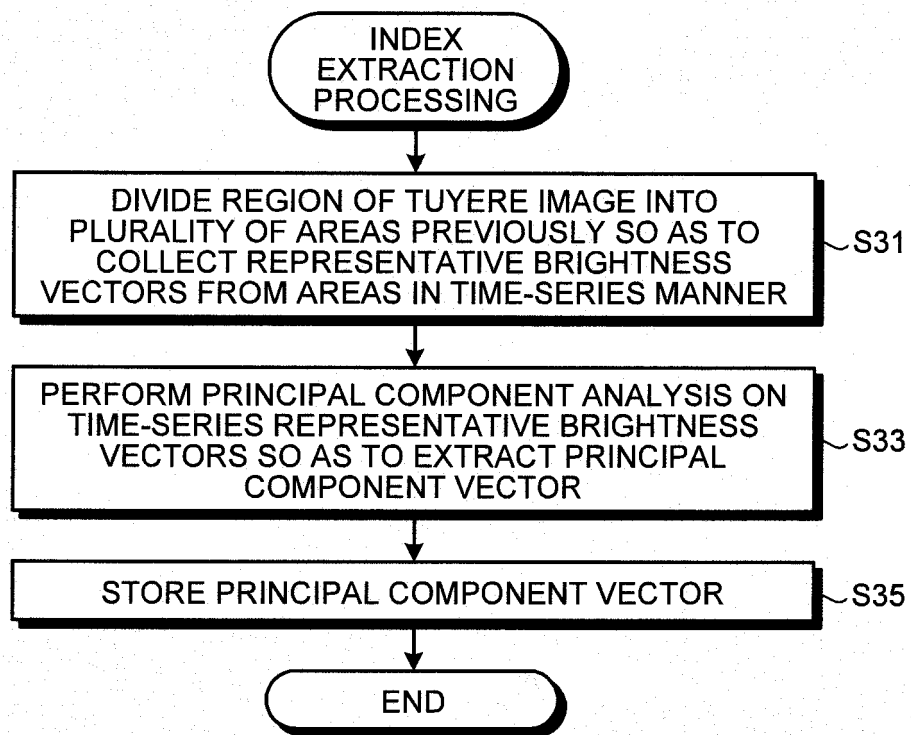 INDEX
EXTRACTION
PROCESSING
DIVIDE REGION OF TUYERE IMAGE INTO
PLURALITY OF AREAS PREVIOUSLY SO AS TO
COLLECT REPRESENTATIVE BRIGHTNESS
VECTORS FROM AREAS IN TIME-SERIES MANNER
S31
PERFORM PRINCIPAL COMPONENT ANALYSIS ON
TIME-SERIES REPRESENTATIVE BRIGHTNESS
VECTORS SO AS TO EXTRACT PRINCIPAL
COMPONENT VECTOR
S33
STORE PRINCIPAL COMPONENT VECTOR
S35
END